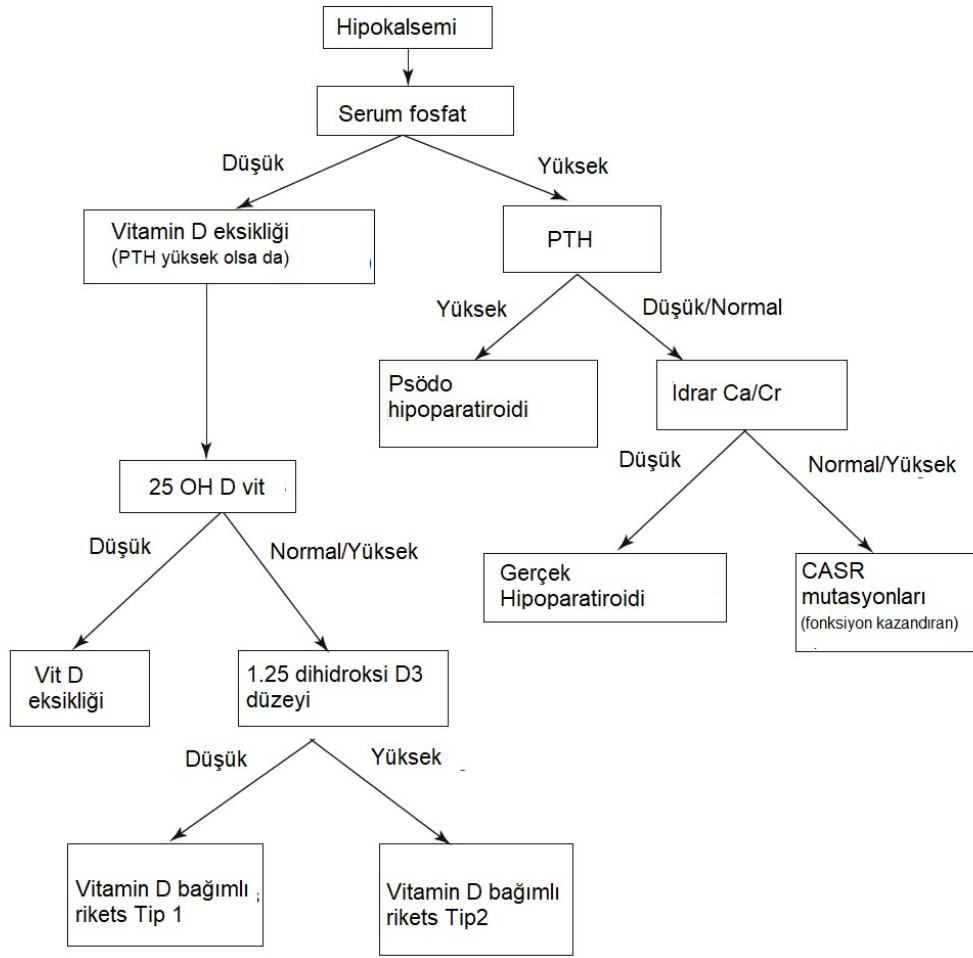 Hipokalsemi
Serum fosfat
Düşük
Yüksek
Vitamin D eksikliği
(PTH yüksek olsa da)
PTH
Yüksek
Düşük/Normal
Psödo
hipoparatiroidi
İdrar Ca/Cr
Düşük
Normal/Yüksek
25 OH D vit
Düşük
Normal/Yüksek
Gerçek
Hipoparatiroidi
CASR
mutasyonları
(fonksiyon kazandıran)
Vit D
eksikliği
1.25 dihidroksi D3
düzeyi
Düşük
Yüksek
Vitamin D bağımlı
rikets Tip 1
Vitamin D bağımlı
rikets Tip2